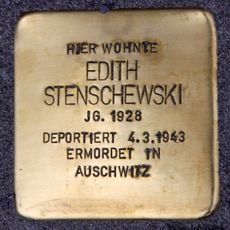 HIER WOHNTE
EDITH
STENSCHEWSKI
JG. 1928
DEPORTIERT 4.3.1943
ERMORDET IN
AUSCHWITZ